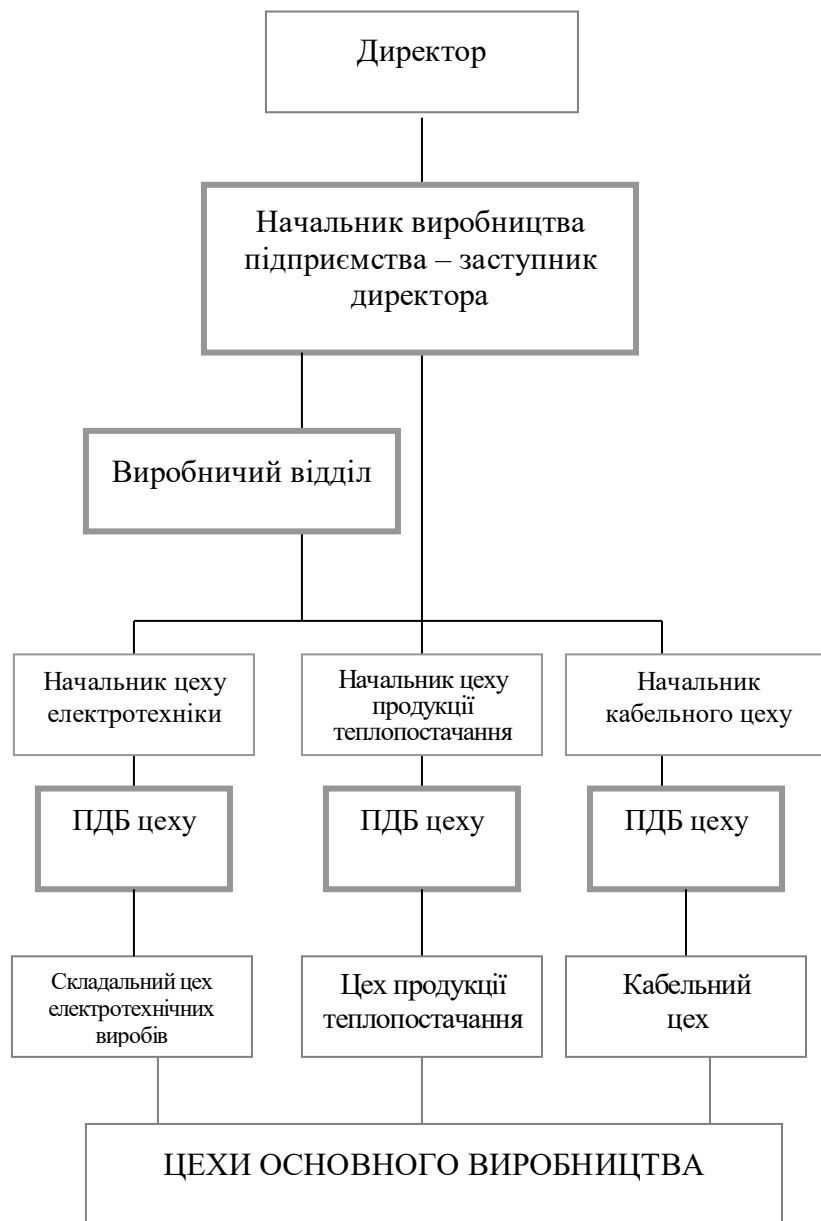 Директор
Начальник виробництва
підприємства – заступник
директора
Виробничий відділ
Начальник цеху
електротехніки
Начальник цеху
продукції
теплопостачання
Начальник
кабельного цеху
ПДБ цеху
ПДБ цеху
ПДБ цеху
Складальний цех
електротехнічних
виробів
Цех продукції
теплопостачання
Кабельний
цех
ЦЕХИ ОСНОВНОГО ВИРОБНИЦТВА